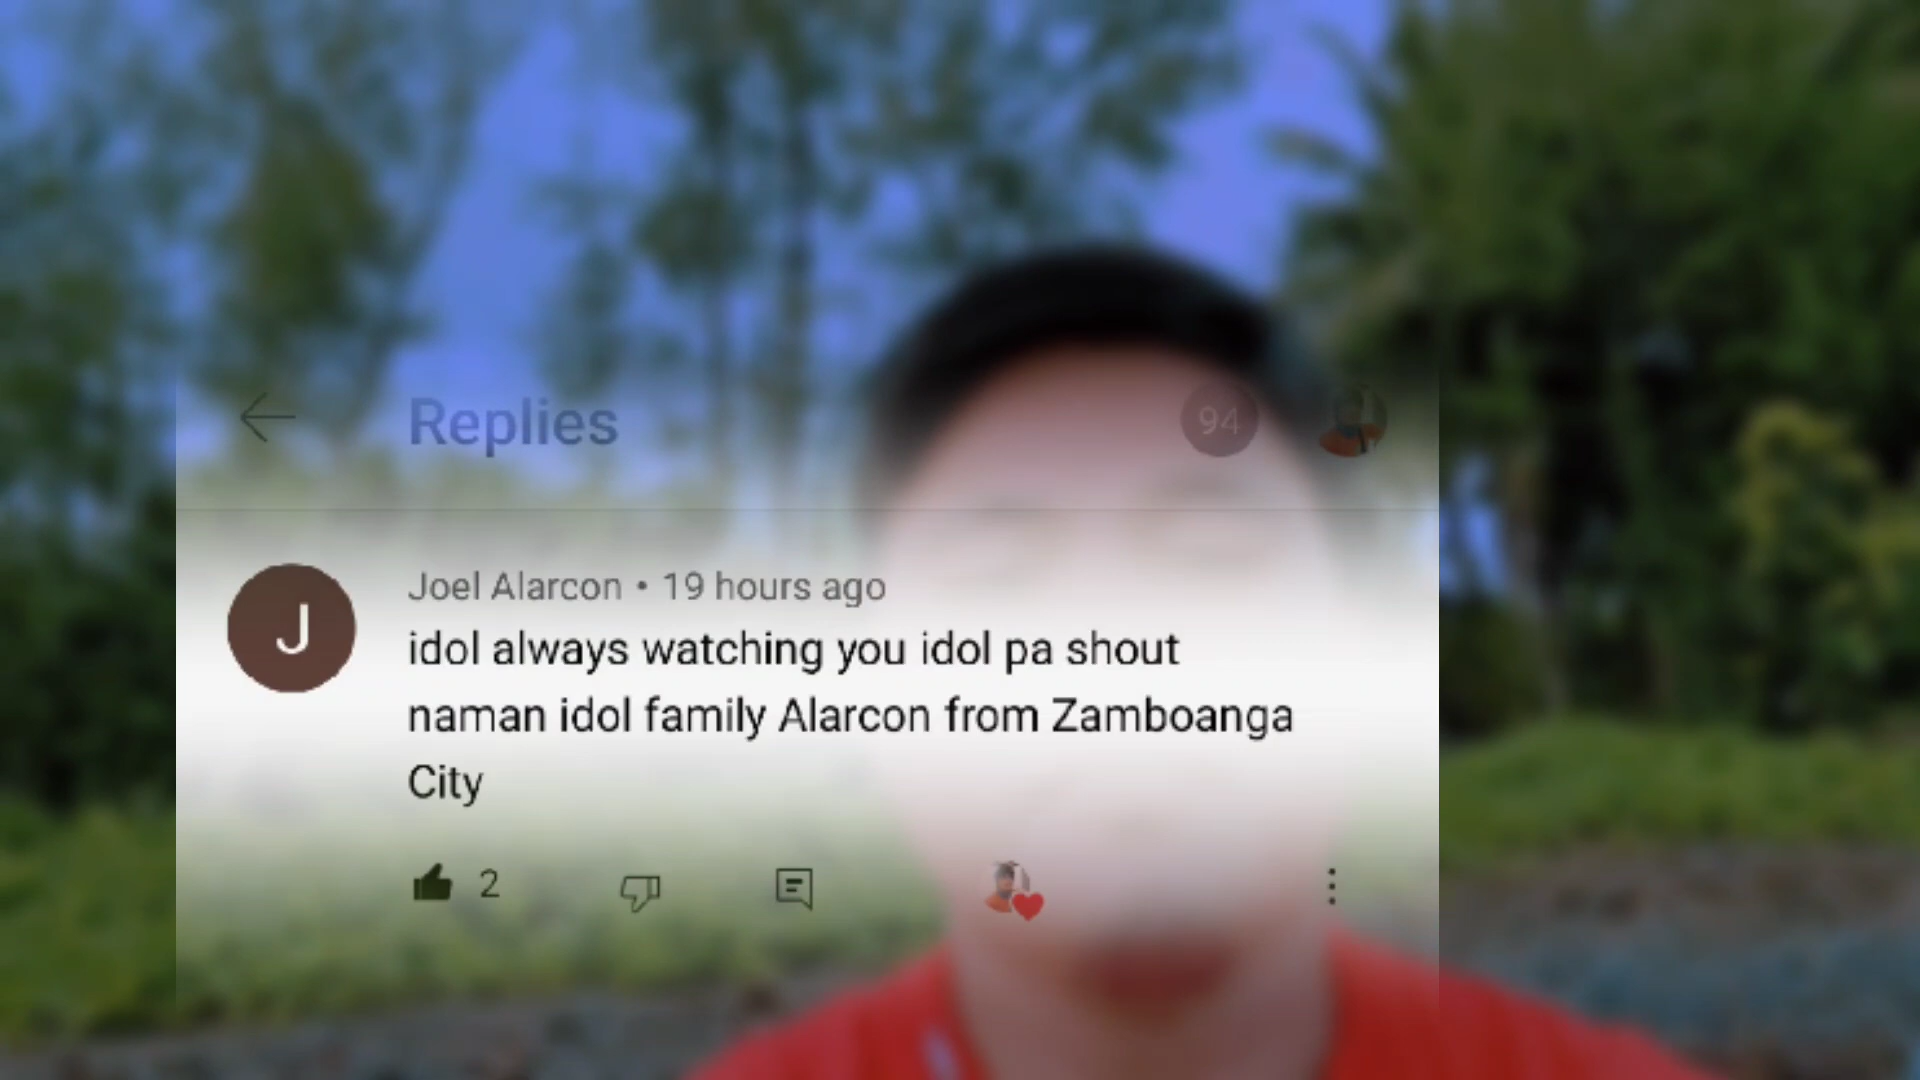 Replies
94
J
Joel Alarcon • 19 hours ago
idol always watching you idol pa shout
naman idol family Alarcon from Zamboanga
City
2